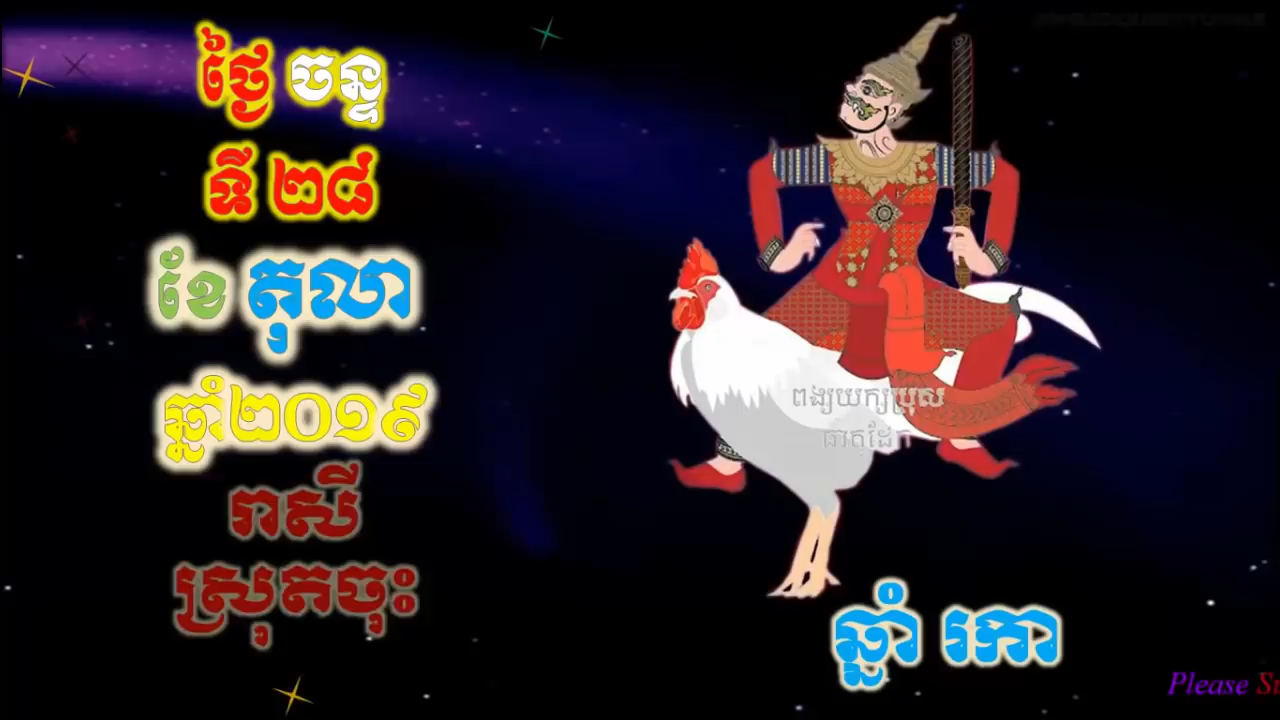 ថ្ងៃ ចន្ទ
ទី ២៨
ខែ តុលា
ឆ្នាំ២០១៩
រាសី
ស្រុតចុះ
ពង្សយក្សប្រុស
ធាតុដែក
ឆ្នាំ រកា
Please